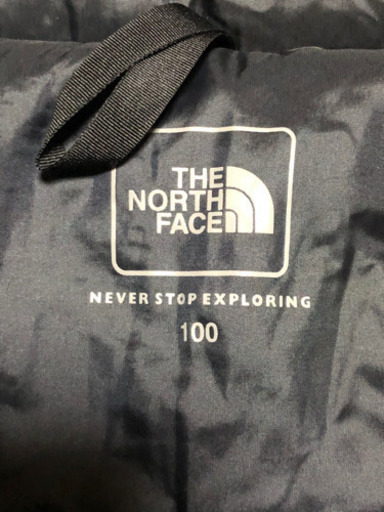 THE
NORTH
FACE
NEVER STOP EXPLORING
100